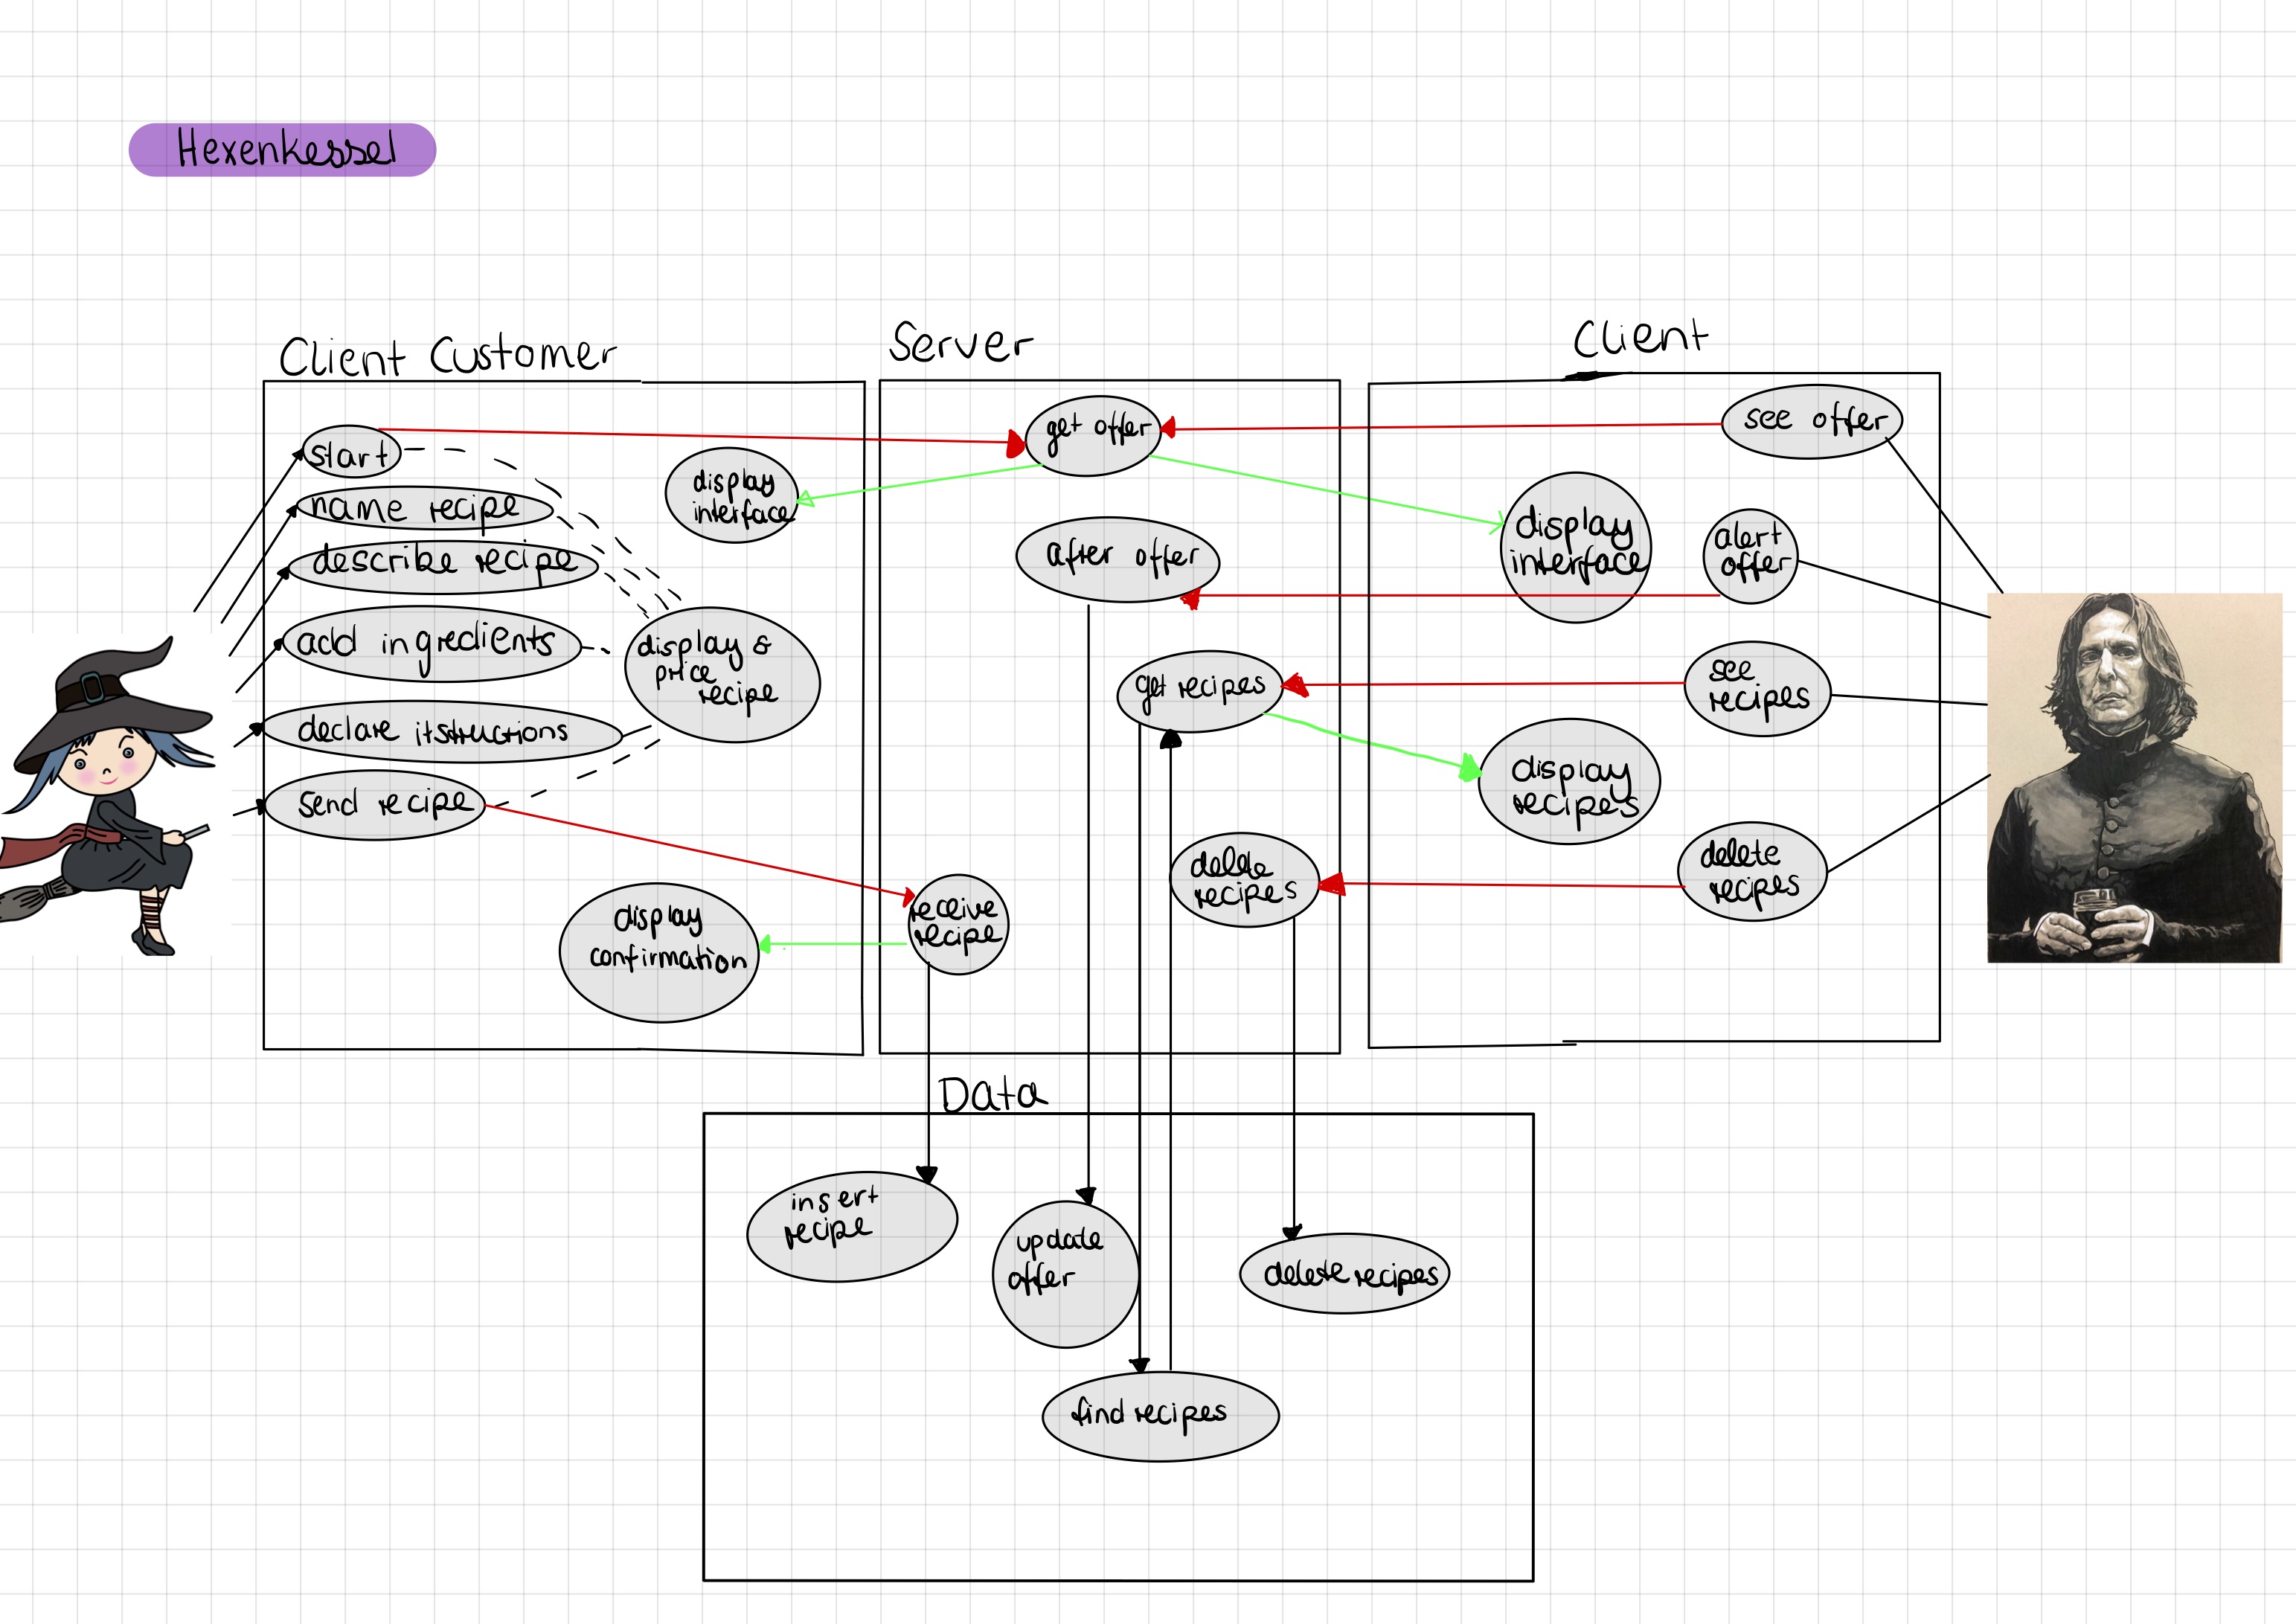 Hexenkessel
Client Customer
start
name recipe
describe recipe
add ingredients
declare itstructions
send recipe
display
interface
display &
price
recipe
display
confirmation
Server
get offer
after offer
get recipes
delete
recipes
receive
recipe
Client
see offer
display
interface
alert
offer
see
recipes
display
recipes
delete
recipes
Data
insert
recipe
update
offer
delete recipes
find recipes